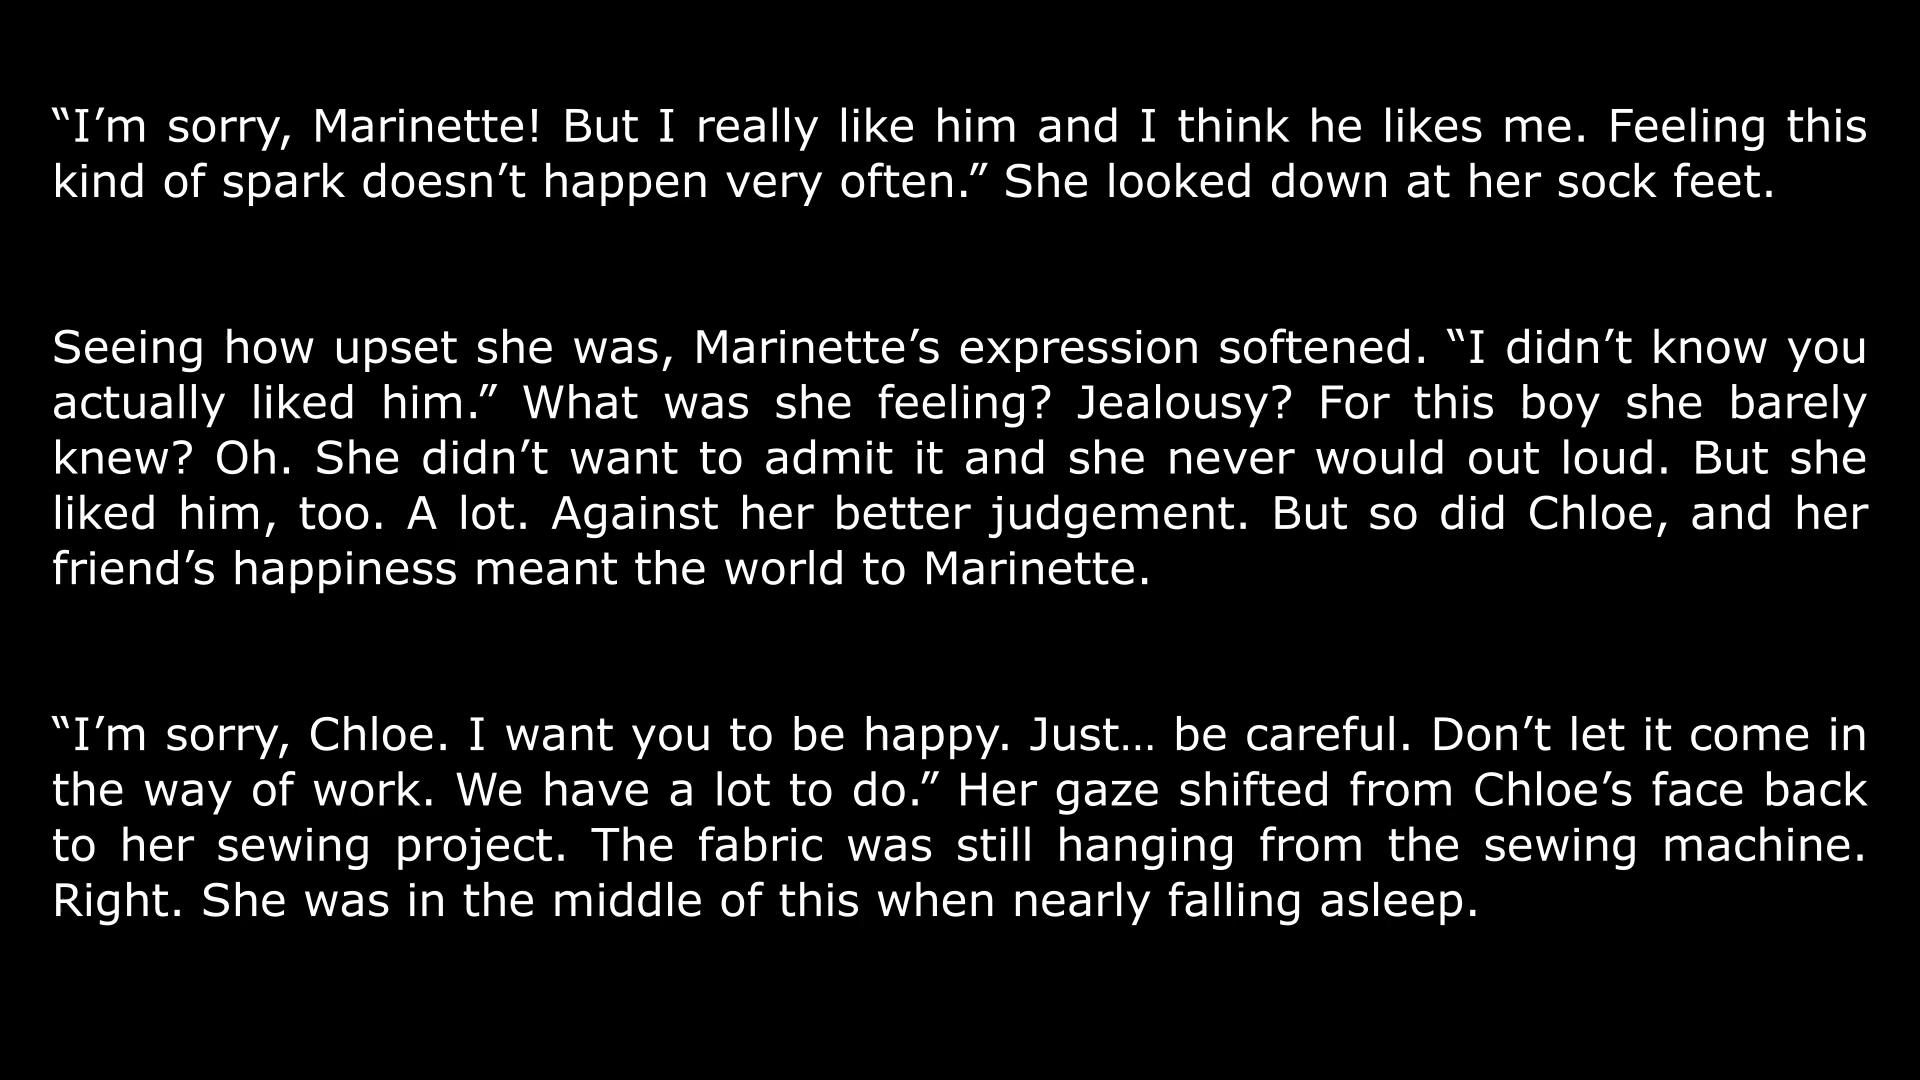 “I’m sorry, Marinette! But I really like him and I think he likes me. Feeling this
kind of spark doesn’t happen very often.” She looked down at her sock feet.
Seeing how upset she was, Marinette’s expression softened. “I didn’t know you
actually liked him.” What was she feeling? Jealousy? For this boy she barely
knew? Oh. She didn’t want to admit it and she never would out loud. But she
liked him, too. A lot. Against her better judgement. But so did Chloe, and her
friend’s happiness meant the world to Marinette.
“I’m sorry, Chloe. I want you to be happy. Just… be careful. Don’t let it come in
the way of work. We have a lot to do.” Her gaze shifted from Chloe’s face back
to her sewing project. The fabric was still hanging from the sewing machine.
Right. She was in the middle of this when nearly falling asleep.